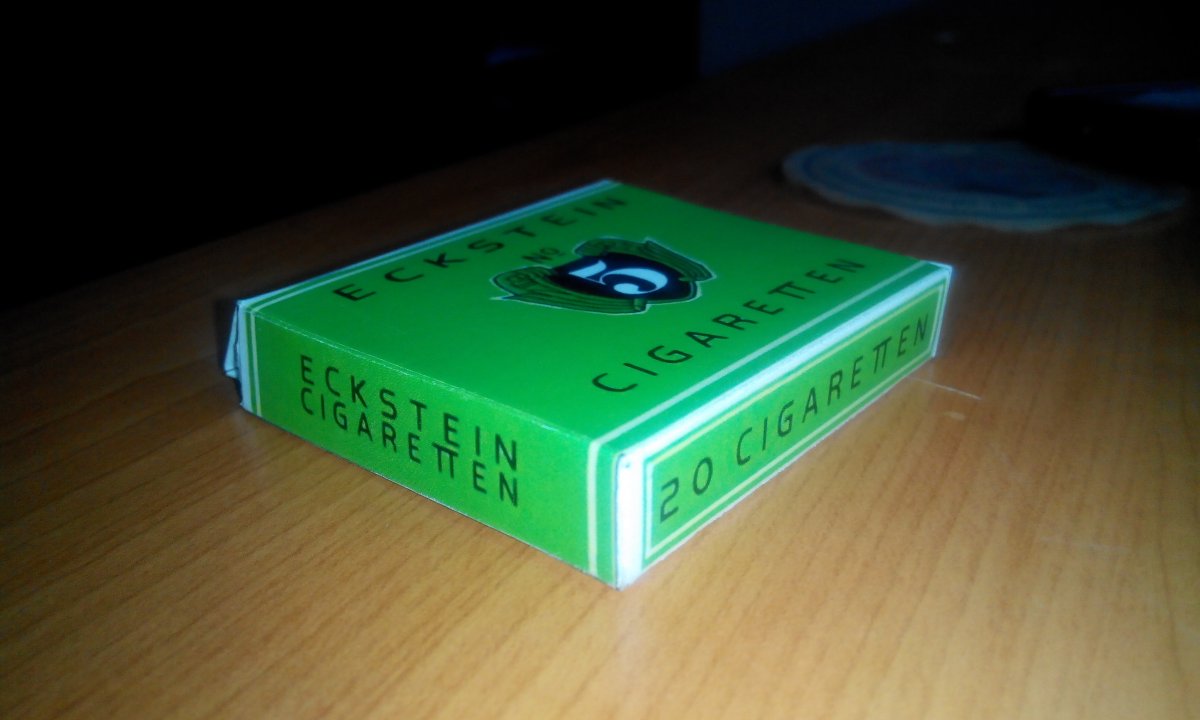 ECKSTEIN
No
5
CIGARETTEN
ECKSTEIN
CIGARETTEN
20 CIGARETTEN